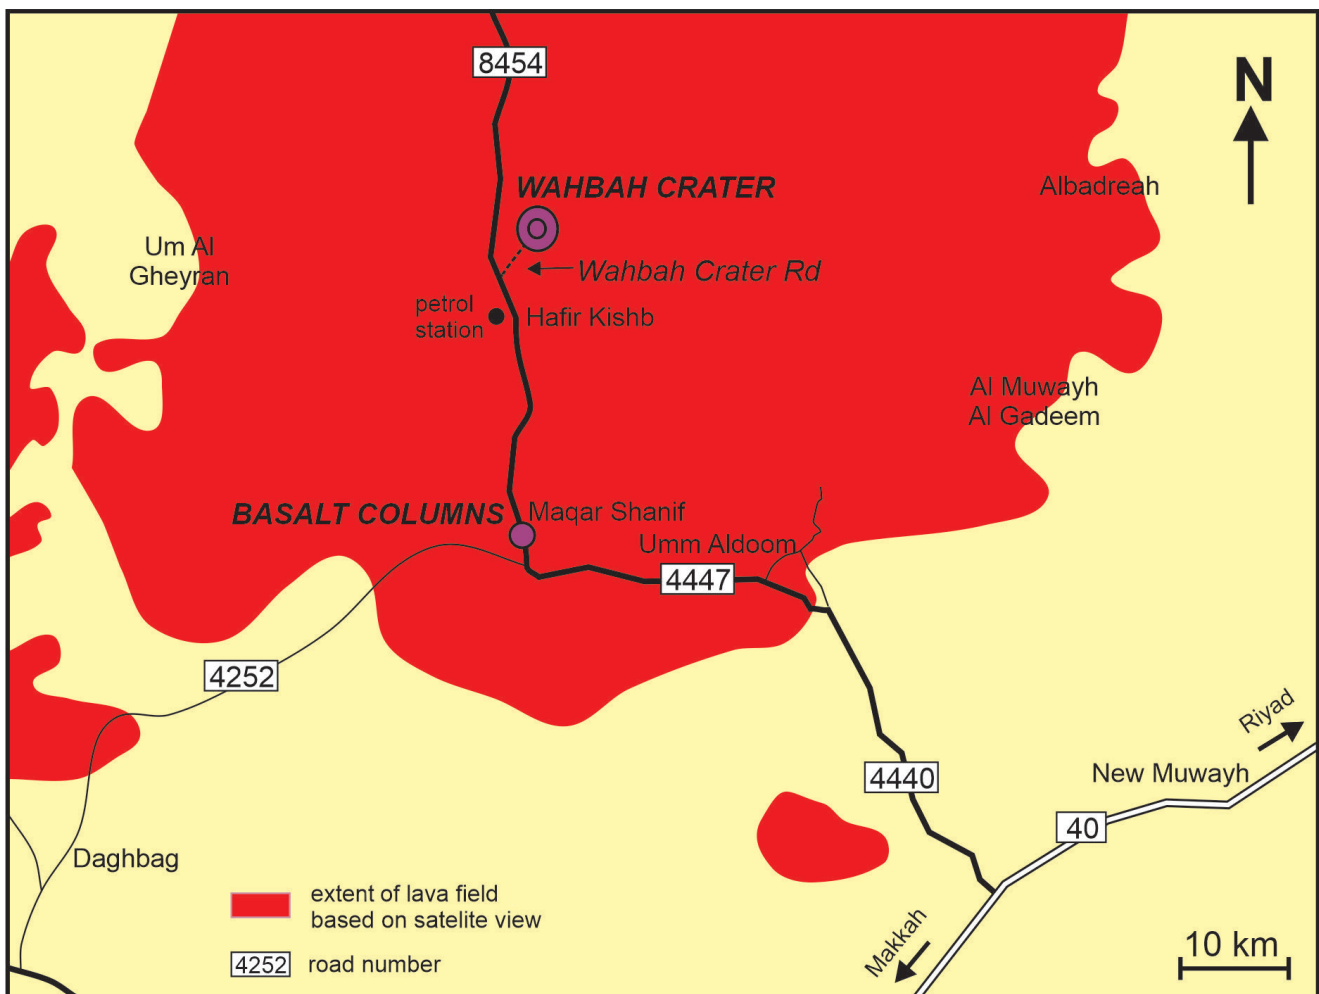 8454
N
WAHBAH CRATER
Albadreah
Um Al
Gheyran
Wahbah Crater Rd
petrol
station
Hafir Kishb
Al Muwayh
Al Gadeem
BASALT COLUMNS
Maqar Shanif
Umm Aldoom
4447
4252
Riyad
4440
New Muwayh
40
Daghbag
extent of lava field
based on satelite view
Makkah
10 km
4252 road number